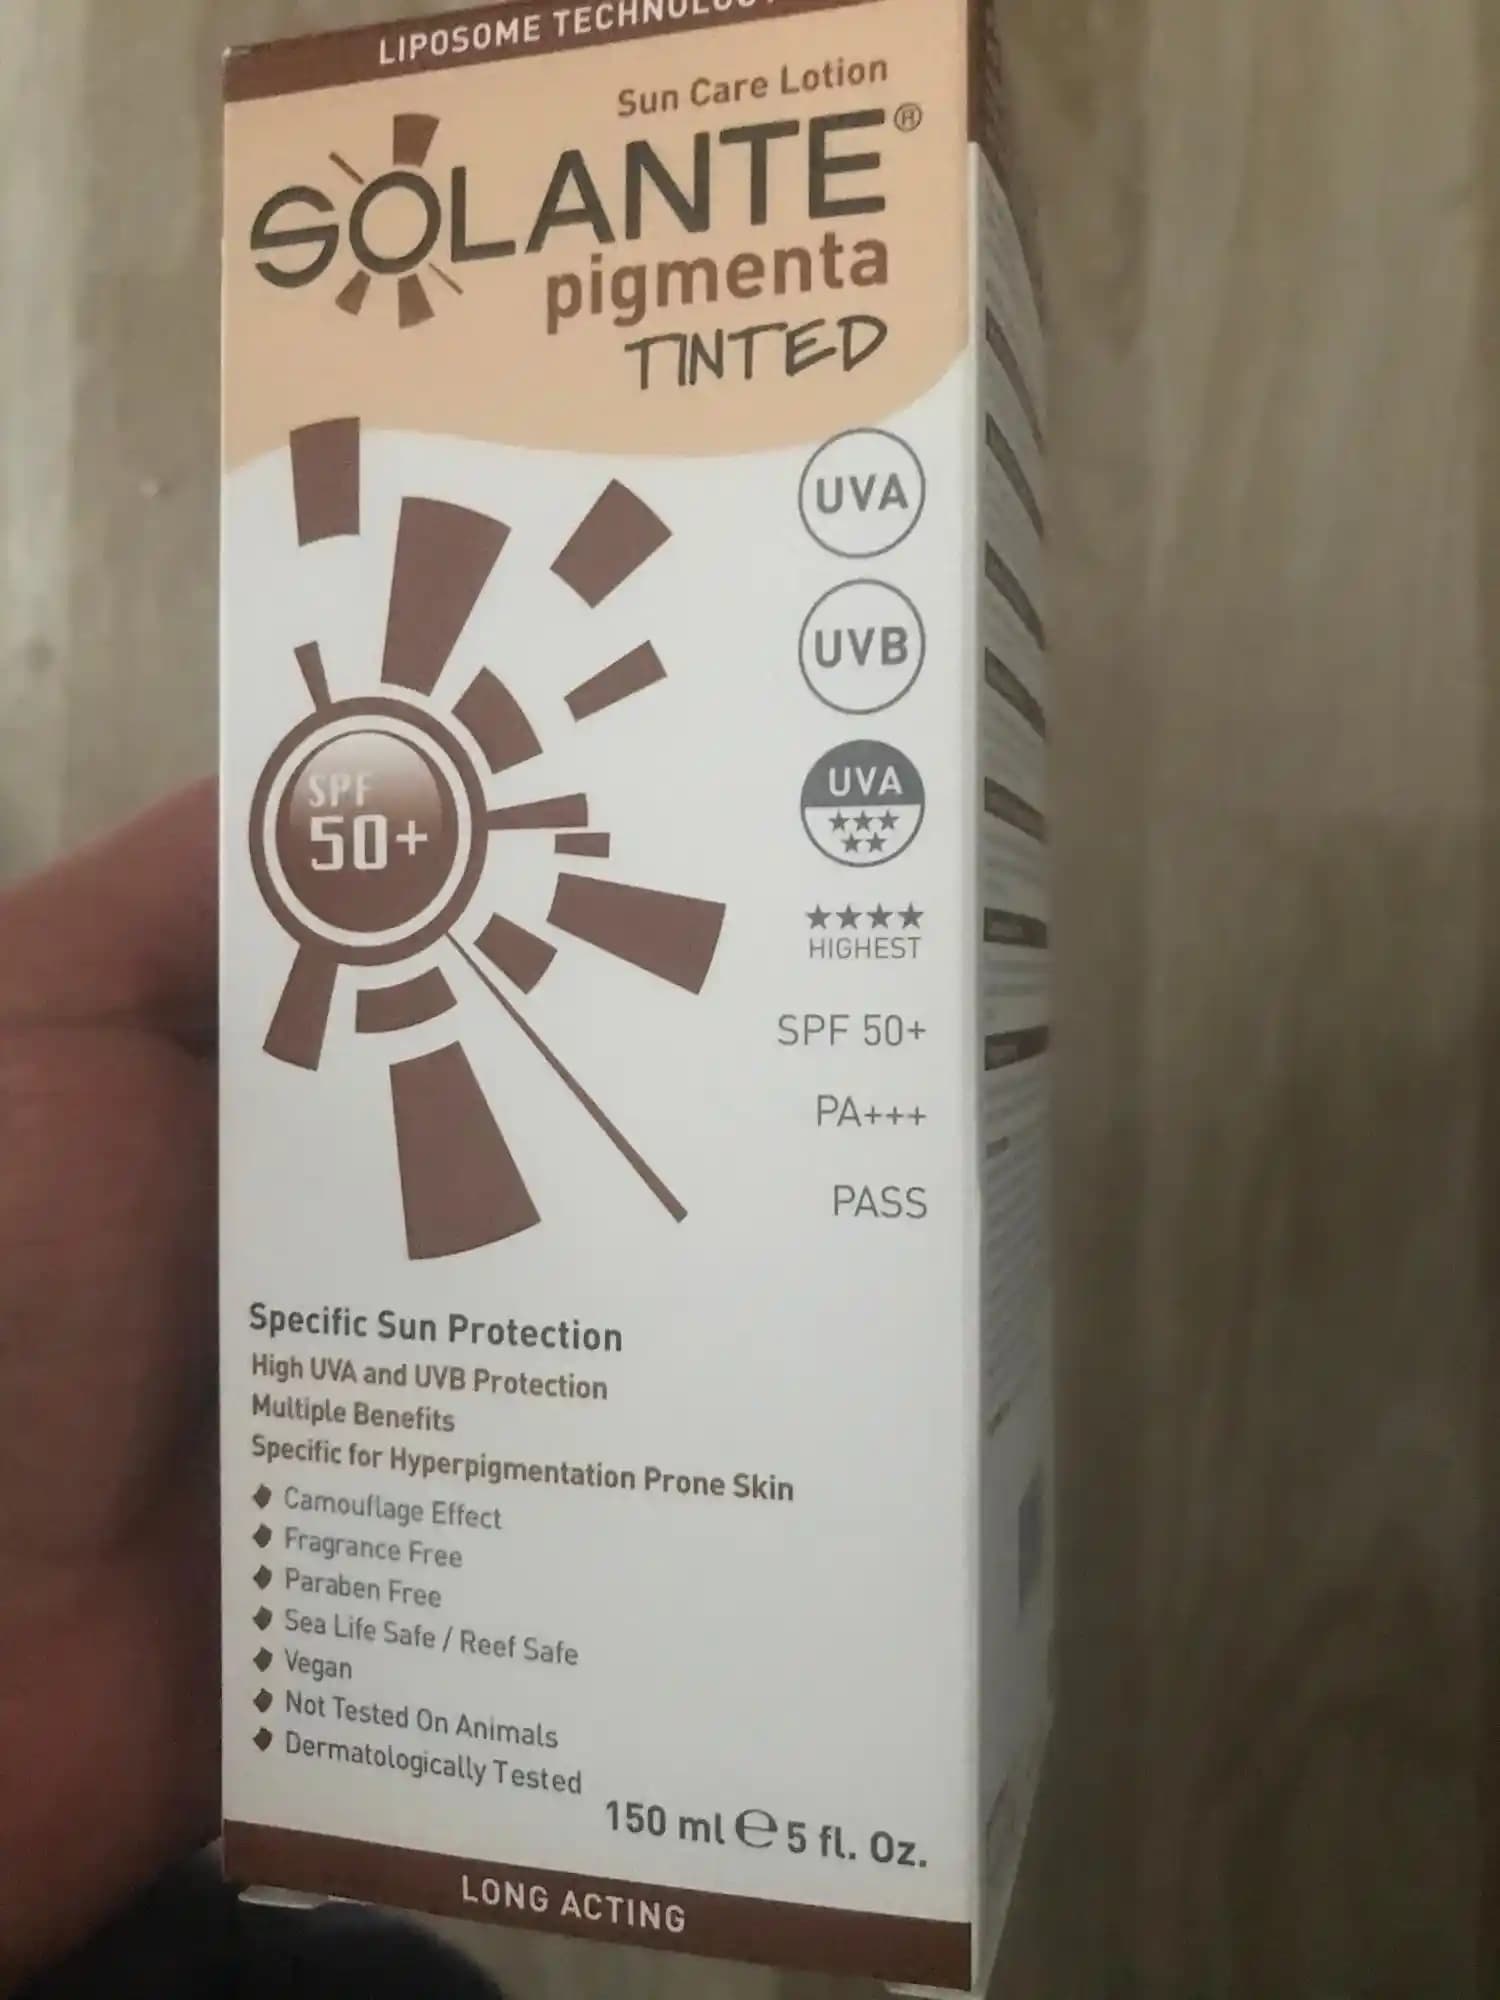 LIPOSOME TECHNOLOGY
Sun Care Lotion
SOLANTE®
pigmenta
TINTED
UVA
UVB
UVA
★★★
★★
★★★★
HIGHEST
SPF
50+
SPF 50+
PA+++
PASS
Specific Sun Protection
High UVA and UVB Protection
Multiple Benefits
Specific for Hyperpigmentation Prone Skin
Camouflage Effect
Fragrance Free
Paraben Free
Sea Life Safe / Reef Safe
Vegan
Not Tested On Animals
Dermatologically Tested
150 ml ℮ 5 fl. Oz.
LONG ACTING